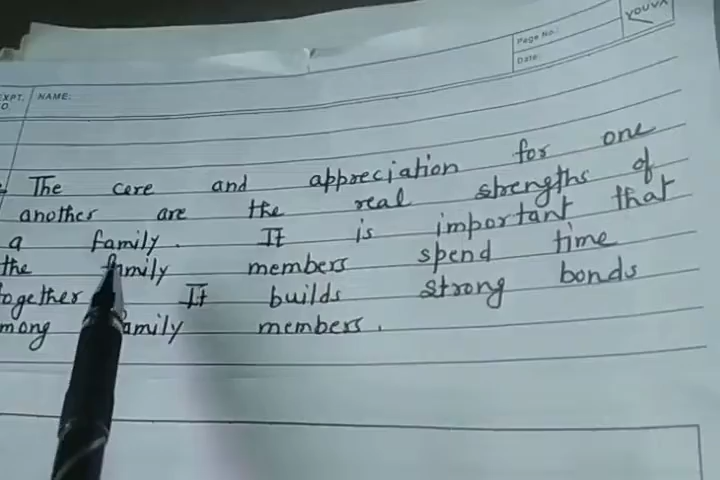 YOUVA
Page No.:
Date:
EXPT.
NO.
NAME:
The cere and appreciation for one
another are the real strengths of
a family. It is important that
the family members spend time
together It builds strong bonds
among family members.